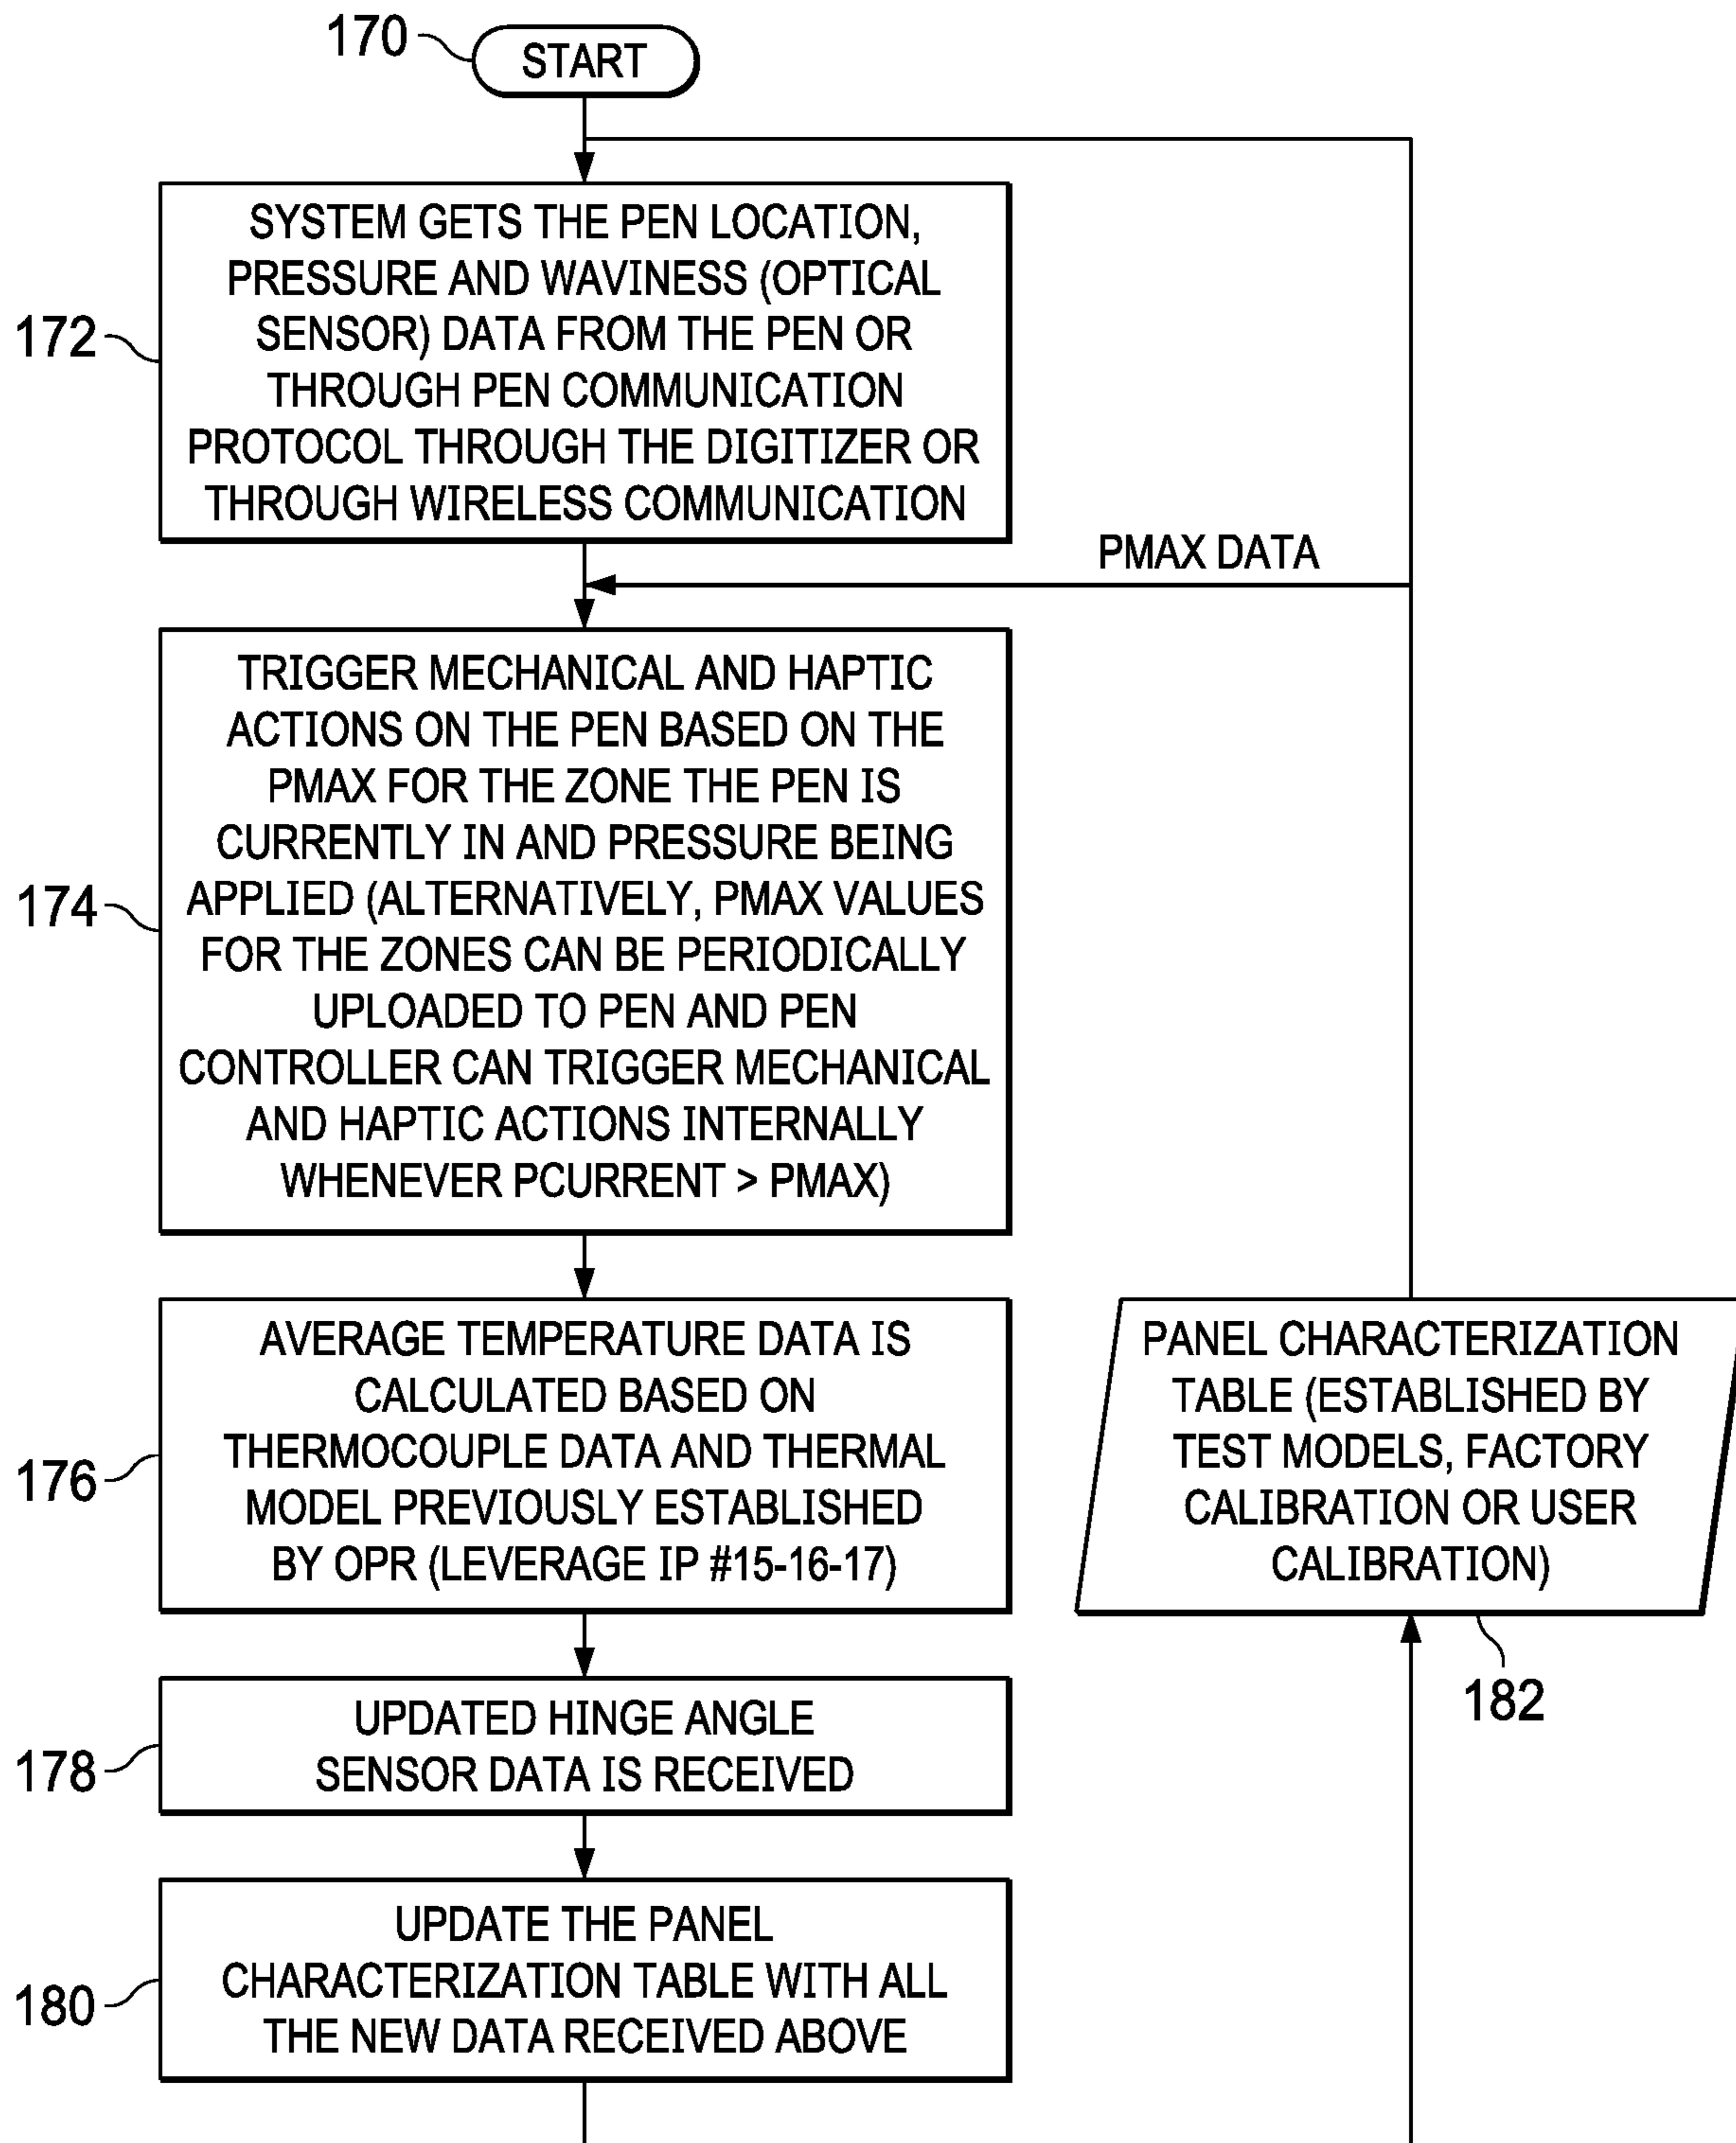 170
START
172
SYSTEM GETS THE PEN LOCATION,
PRESSURE AND WAVINESS (OPTICAL
SENSOR) DATA FROM THE PEN OR
THROUGH PEN COMMUNICATION
PROTOCOL THROUGH THE DIGITIZER OR
THROUGH WIRELESS COMMUNICATION
PMAX DATA
174
TRIGGER MECHANICAL AND HAPTIC
ACTIONS ON THE PEN BASED ON THE
PMAX FOR THE ZONE THE PEN IS
CURRENTLY IN AND PRESSURE BEING
APPLIED (ALTERNATIVELY, PMAX VALUES
FOR THE ZONES CAN BE PERIODICALLY
UPLOADED TO PEN AND PEN
CONTROLLER CAN TRIGGER MECHANICAL
AND HAPTIC ACTIONS INTERNALLY
WHENEVER PCURRENT > PMAX)
176
AVERAGE TEMPERATURE DATA IS
CALCULATED BASED ON
THERMOCOUPLE DATA AND THERMAL
MODEL PREVIOUSLY ESTABLISHED
BY OPR (LEVERAGE IP #15-16-17)
PANEL CHARACTERIZATION
TABLE (ESTABLISHED BY
TEST MODELS, FACTORY
CALIBRATION OR USER
CALIBRATION)
182
178
UPDATED HINGE ANGLE
SENSOR DATA IS RECEIVED
180
UPDATE THE PANEL
CHARACTERIZATION TABLE WITH ALL
THE NEW DATA RECEIVED ABOVE